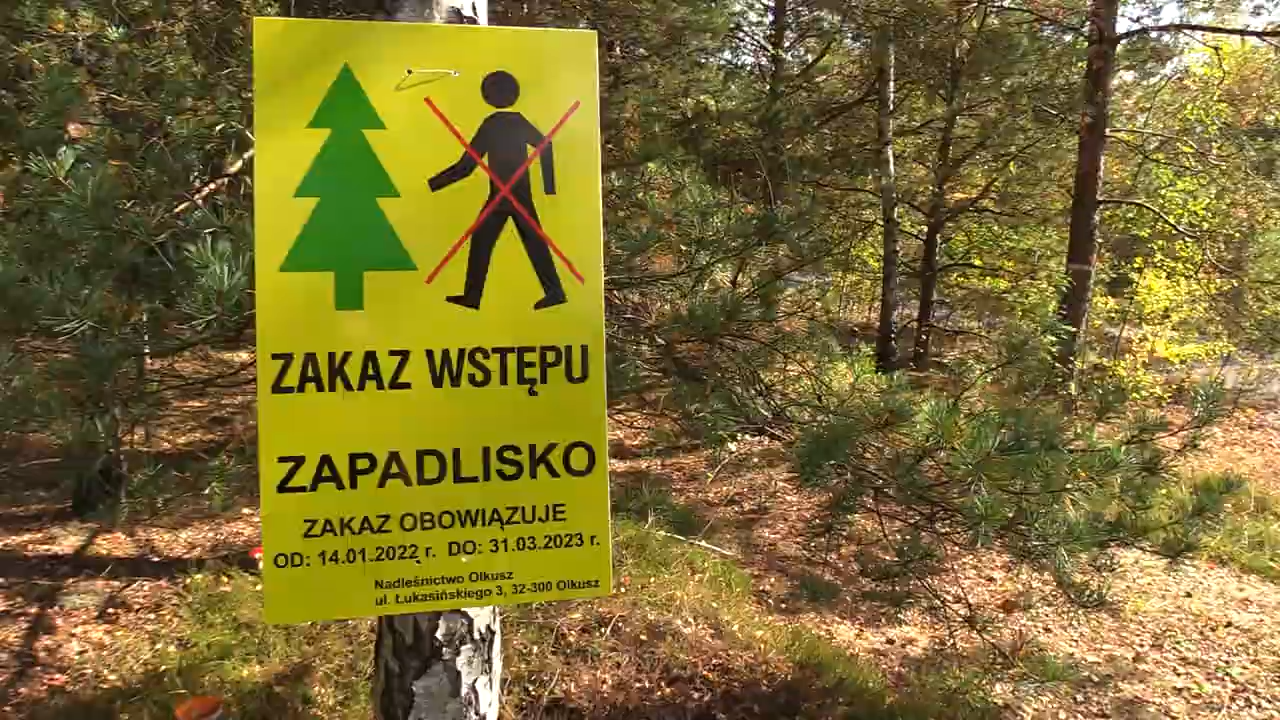 ZAKAZ WSTĘPU
ZAPADLISKO
ZAKAZ OBOWIĄZUJE
OD: 14.01.2022 r. DO: 31.03.2023 r.
Nadleśnictwo Olkusz
ul. Łukasińskiego 3, 32-300 Olkusz